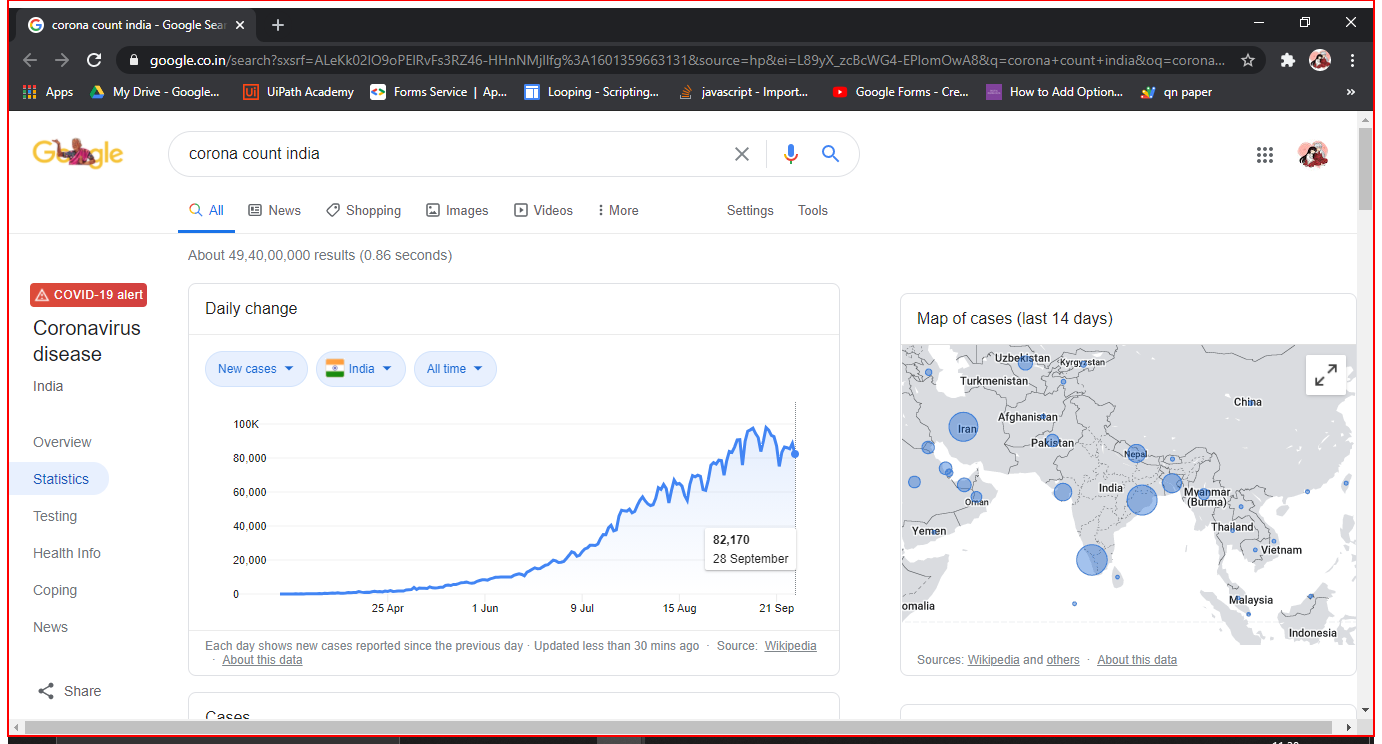 corona count india - Google Sear
google.co.in/search?sxsrf=ALeKk02IO9oPElRvFs3RZ46-HHnNMjlIfg%3A1601359663131&source=hp&ei=L89yX_zcBcWG4-EPlomOwA8&q=corona+count+india&oq=corona...
Apps My Drive - Google... UiPath Academy Forms Service | Ap... Looping - Scripting... javascript - Import... Google Forms - Cre... How to Add Option... qn paper »
Google corona count india
All News Shopping Images Videos More Settings Tools
About 49,40,00,000 results (0.86 seconds)
COVID-19 alert
Coronavirus
disease
India
Overview
Statistics
Testing
Health Info
Coping
News
Share
Daily change
New cases India All time
100K
80,000
60,000
40,000
20,000
0
82,170
28 September
25 Apr 1 Jun 9 Jul 15 Aug 21 Sep
Each day shows new cases reported since the previous day · Updated less than 30 mins ago · Source: Wikipedia
· About this data
Cases
Map of cases (last 14 days)
Uzbekistan
Kyrgyzstan
Turkmenistan
China
Afghanistan
Iran
Pakistan
Nepal
India
Myanmar
(Burma)
Oman
Yemen
Thailand
Vietnam
Malaysia
omalia
Indonesia
Sources: Wikipedia and others · About this data